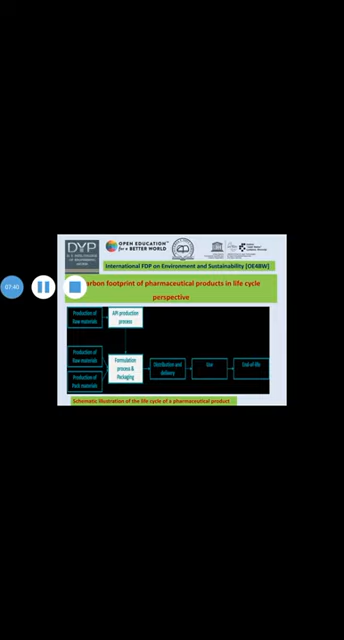 DYP
OPEN EDUCATION
for a BETTER WORLD
International FDP on Environment and Sustainability [OE4BW]
07:40
arbon footprint of pharmaceutical products in life cycle
perspective
Production of
Raw materials
API production
process
Production of
Raw materials
Production of
Pack materials
Formulation
process &
Packaging
Distribution and
delivery
Use
End of life
Schematic illustration of the life cycle of a pharmaceutical product